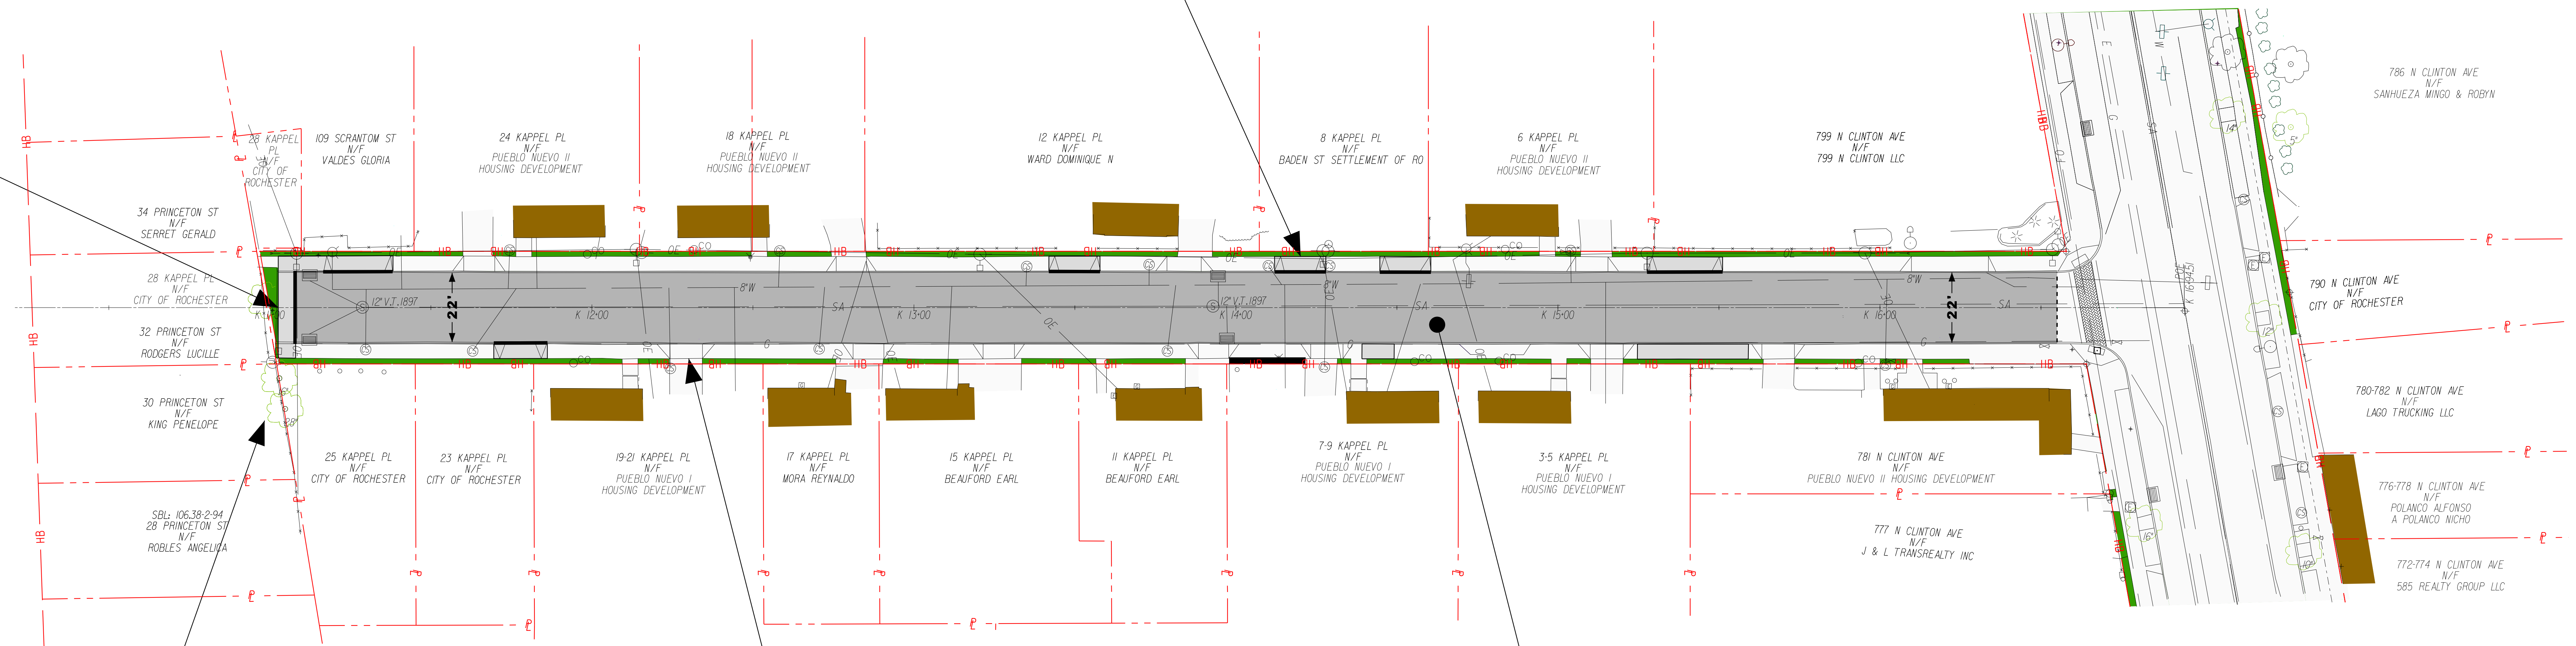 28 KAPPEL
PL
N/F
CITY OF
ROCHESTER
109 SCRANTOM ST
N/F
VALDES GLORIA
24 KAPPEL PL
N/F
PUEBLO NUEVO II
HOUSING DEVELOPMENT
18 KAPPEL PL
N/F
PUEBLO NUEVO II
HOUSING DEVELOPMENT
12 KAPPEL PL
N/F
WARD DOMINIQUE N
8 KAPPEL PL
N/F
BADEN ST SETTLEMENT OF RO
6 KAPPEL PL
N/F
PUEBLO NUEVO II
HOUSING DEVELOPMENT
799 N CLINTON AVE
N/F
799 N CLINTON LLC
786 N CLINTON AVE
N/F
SANHUEZA MINGO & ROBYN
34 PRINCETON ST
N/F
SERRET GERALD
28 KAPPEL PL
N/F
CITY OF ROCHESTER
32 PRINCETON ST
N/F
RODGERS LUCILLE
30 PRINCETON ST
N/F
KING PENELOPE
SBL: 106.38-2-94
28 PRINCETON ST
N/F
ROBLES ANGELICA
22'
12" V.T. 1897
8"W
K 12+00
SA
K 13+00
12" V.T. 1897
K 14+00
8"W
SA
K 15+00
8"W
K 16+00
SA
22'
790 N CLINTON AVE
N/F
CITY OF ROCHESTER
780-782 N CLINTON AVE
N/F
LAGO TRUCKING LLC
776-778 N CLINTON AVE
N/F
POLANCO ALFONSO
A POLANCO NICHO
772-774 N CLINTON AVE
N/F
585 REALTY GROUP LLC
25 KAPPEL PL
N/F
CITY OF ROCHESTER
23 KAPPEL PL
N/F
CITY OF ROCHESTER
19-21 KAPPEL PL
N/F
PUEBLO NUEVO I
HOUSING DEVELOPMENT
17 KAPPEL PL
N/F
MORA REYNALDO
15 KAPPEL PL
N/F
BEAUFORD EARL
11 KAPPEL PL
N/F
BEAUFORD EARL
7-9 KAPPEL PL
N/F
PUEBLO NUEVO I
HOUSING DEVELOPMENT
3-5 KAPPEL PL
N/F
PUEBLO NUEVO I
HOUSING DEVELOPMENT
781 N CLINTON AVE
N/F
PUEBLO NUEVO II HOUSING DEVELOPMENT
777 N CLINTON AVE
N/F
J & L TRANSREALTY INC